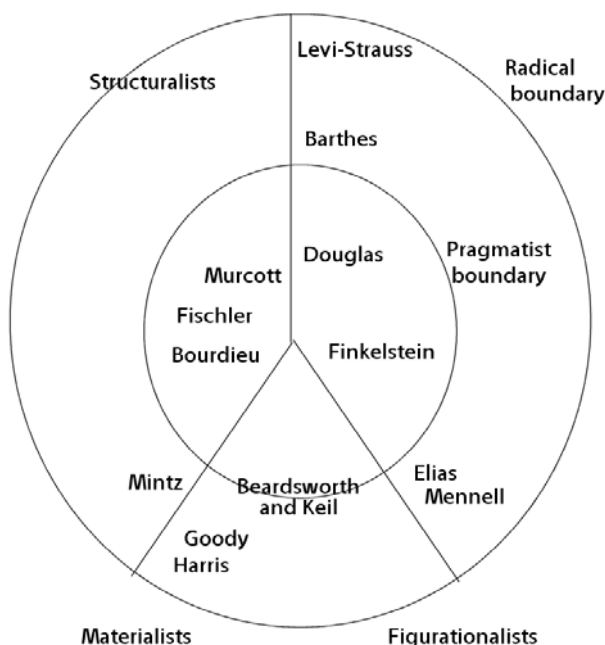 Levi-Strauss
Structuralists
Radical
boundary
Barthes
Douglas
Pragmatist
boundary
Murcott
Fischler
Bourdieu
Finkelstein
Mintz
Beardsworth
and Keil
Elias
Mennell
Goody
Harris
Materialists
Figurationalists